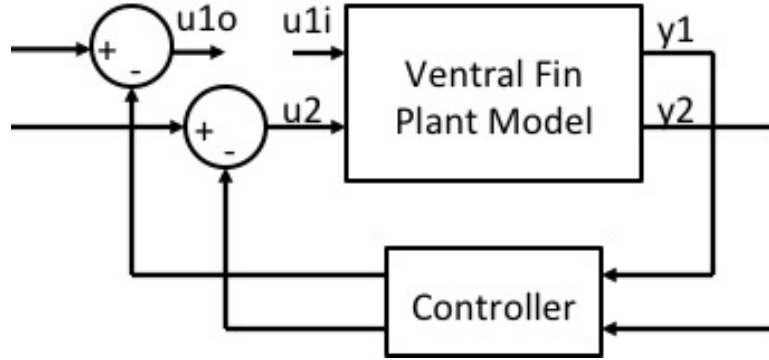 u1o
u1i
y1
+
-
Ventral Fin
Plant Model
u2
y2
+
-
Controller